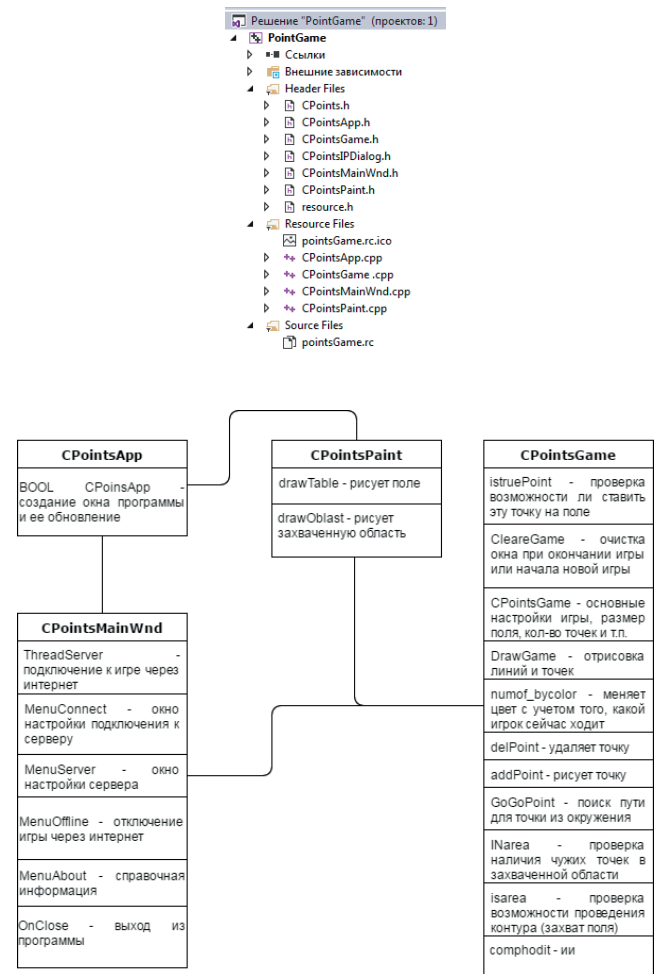 Решение "PointGame" (проектов: 1)
PointGame
Ссылки
Внешние зависимости
Header Files
CPoints.h
CPointsApp.h
CPointsGame.h
CPointsIPDialog.h
CPointsMainWnd.h
CPointsPaint.h
resource.h
Resource Files
pointsGame.rc.ico
CPointsApp.cpp
CPointsGame .cpp
CPointsMainWnd.cpp
CPointsPaint.cpp
Source Files
pointsGame.rc
CPointsApp
BOOL CPoinsApp -
создание окна программы
и ее обновление
CPointsPaint
drawTable - рисует поле
drawOblast - рисует
захваченную область
CPointsGame
istruePoint - проверка
возможности ли ставить
эту точку на поле
CleareGame - очистка
окна при окончании игры
или начала новой игры
CPointsGame - основные
настройки игры, размер
поля, кол-во точек и т.п.
DrawGame - отрисовка
линий и точек
numof_bycolor - меняет
цвет с учетом того, какой
игрок сейчас ходит
delPoint - удаляет точку
addPoint - рисует точку
GoGoPoint - поиск пути
для точки из окружения
INarea - проверка
наличия чужих точек в
захваченной области
isarea - проверка
возможности проведения
контура (захват поля)
comphodit - ии
CPointsMainWnd
ThreadServer -
подключение к игре через
интернет
MenuConnect - окно
настройки подключения к
серверу
MenuServer - окно
настройки сервера
MenuOffline - отключение
игры через интернет
MenuAbout - справочная
информация
OnClose - выход из
программы